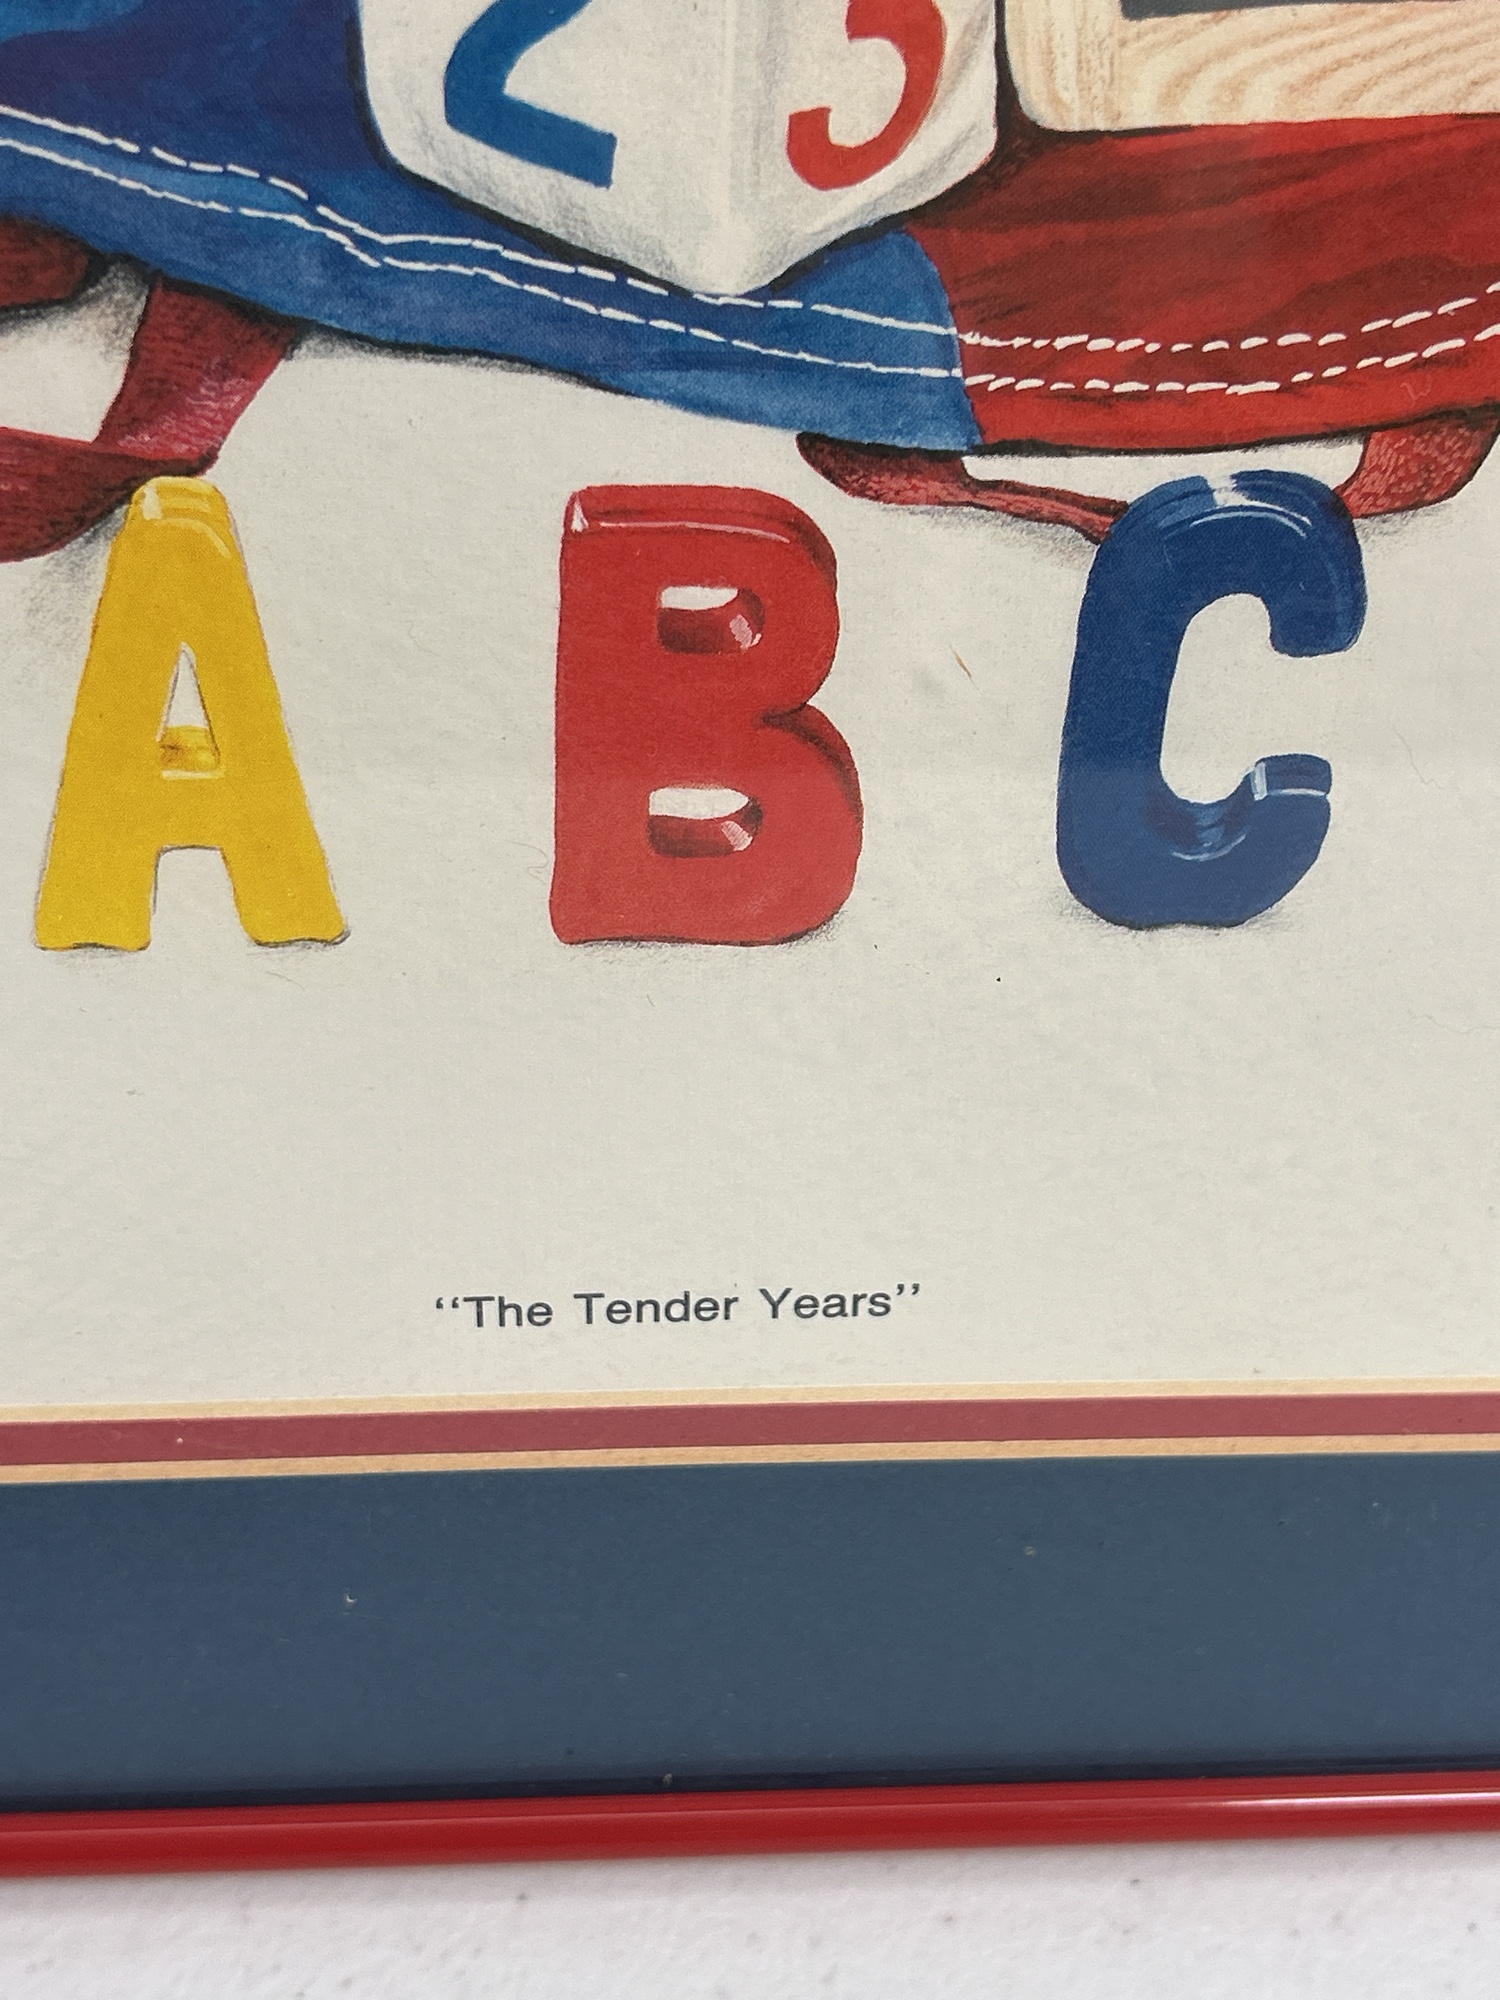 2 3
A B C
“The Tender Years”